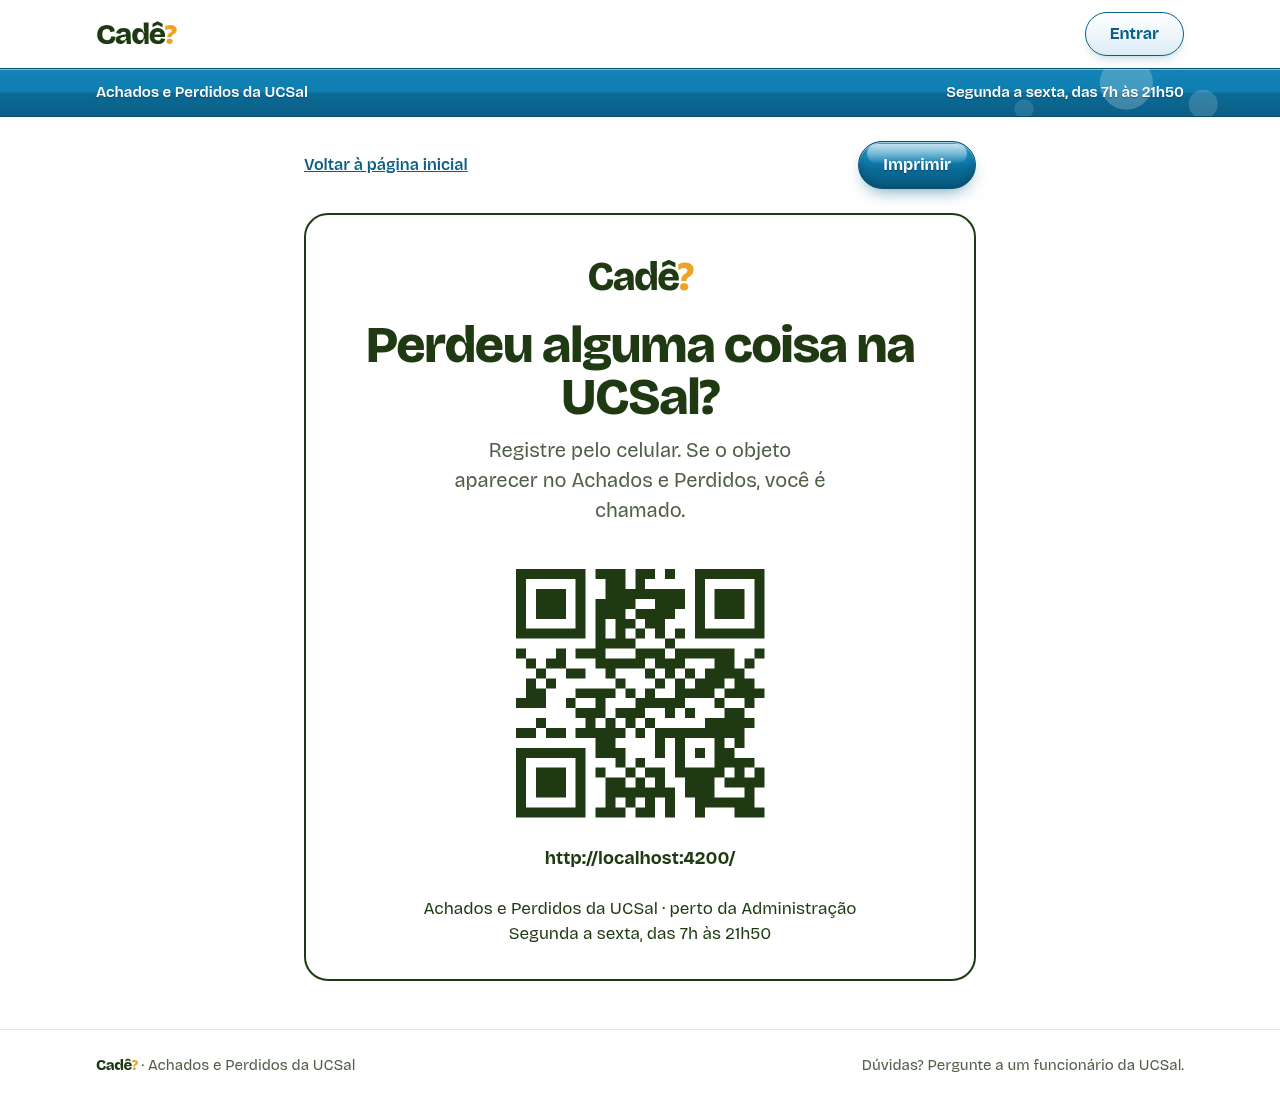 Cadê?
Entrar
Achados e Perdidos da UCSal
Segunda a sexta, das 7h às 21h50
Voltar à página inicial
Imprimir
Cadê?
Perdeu alguma coisa na
UCSal?
Registre pelo celular. Se o objeto
aparecer no Achados e Perdidos, você é
chamado.
http://localhost:4200/
Achados e Perdidos da UCSal · perto da Administração
Segunda a sexta, das 7h às 21h50
Cadê? · Achados e Perdidos da UCSal
Dúvidas? Pergunte a um funcionário da UCSal.